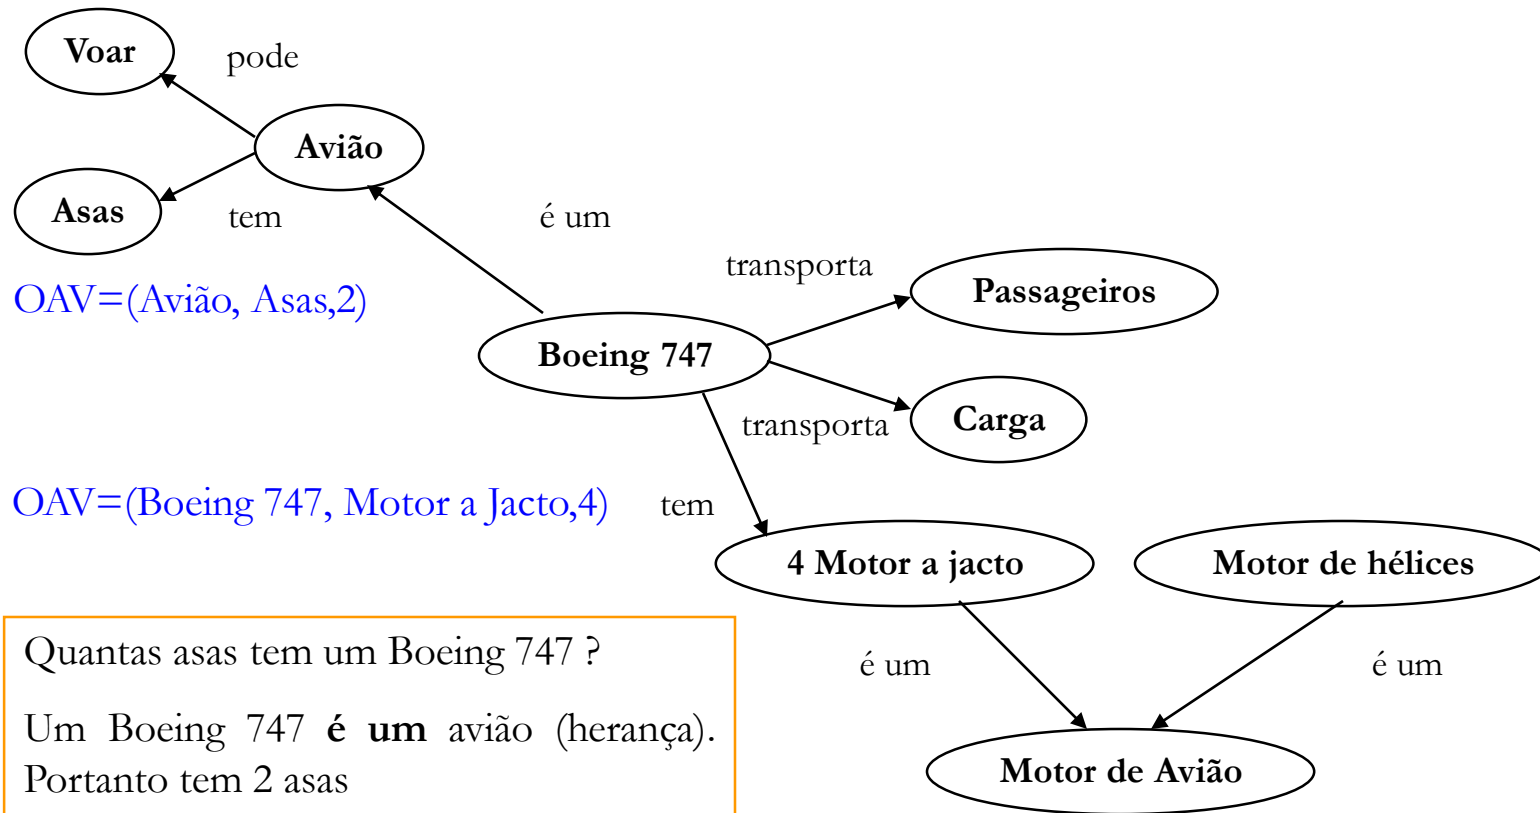 Voar
pode
Avião
Asas
tem
é um
OAV=(Avião, Asas,2)
transporta
Passageiros
Boeing 747
Carga
transporta
OAV=(Boeing 747, Motor a Jacto,4)
tem
4 Motor a jacto
Motor de hélices
é um
é um
Motor de Avião
Quantas asas tem um Boeing 747 ?
Um Boeing 747 é um avião (herança).
Portanto tem 2 asas